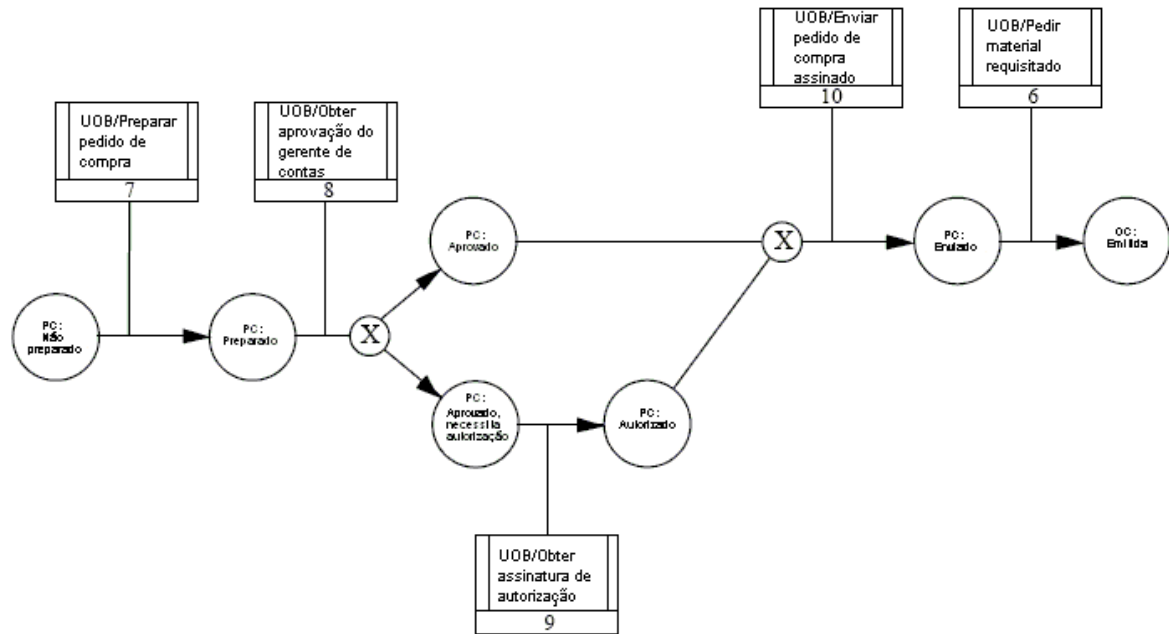 UOB/Enviar
pedido de
compra
assinado
10
UOB/Pedir
material
requisitado
6
UOB/Preparar
pedido de
compra
7
UOB/Obter
aprovação do
gerente de
contas
8
PC:
Aprovado
X
PC:
Enviado
OC:
Emitida
PC:
Não
preparado
PC:
Preparado
X
PC:
Aprovado,
necessita
autorização
PC:
Autorizado
UOB/Obter
assinatura de
autorização
9